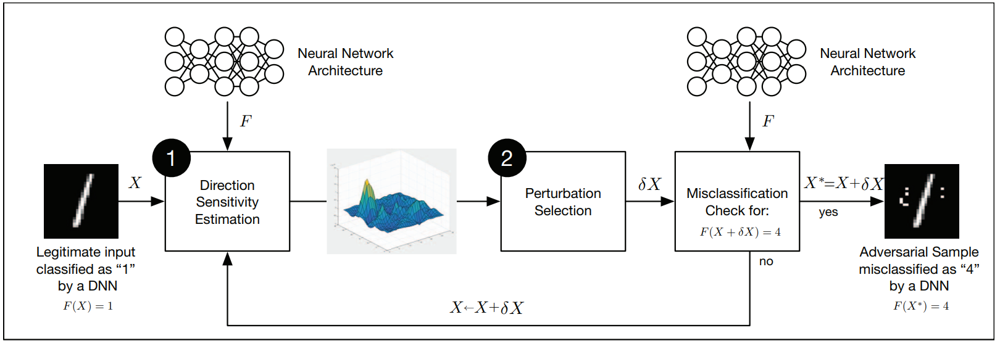 Neural Network
Architecture
F
Neural Network
Architecture
F
1
2
X
Direction
Sensitivity
Estimation
Perturbation
Selection
δX
Misclassification
Check for:
F(X + δX) = 4
X*=X+δX
yes
no
Legitimate input
classified as “1”
by a DNN
F(X) = 1
Adversarial Sample
misclassified as “4”
by a DNN
F(X*) = 4
X←X+δX